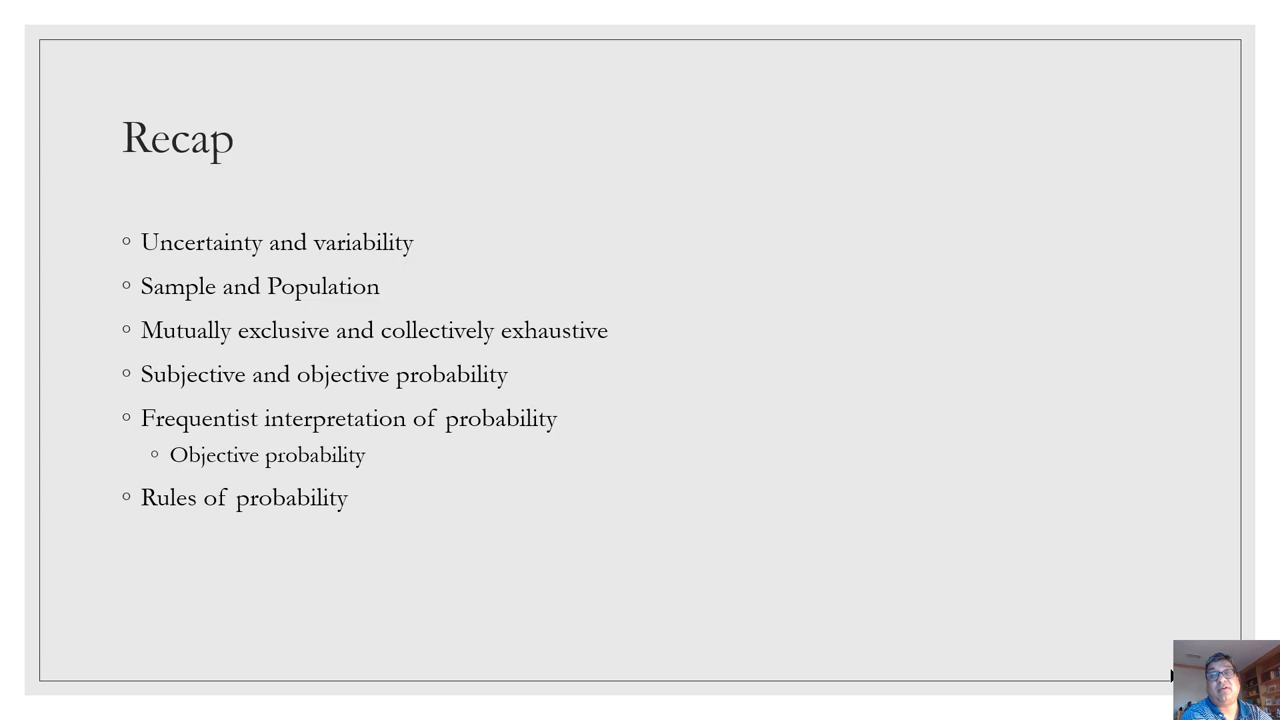 Recap
Uncertainty and variability
Sample and Population
Mutually exclusive and collectively exhaustive
Subjective and objective probability
Frequentist interpretation of probability
Objective probability
Rules of probability